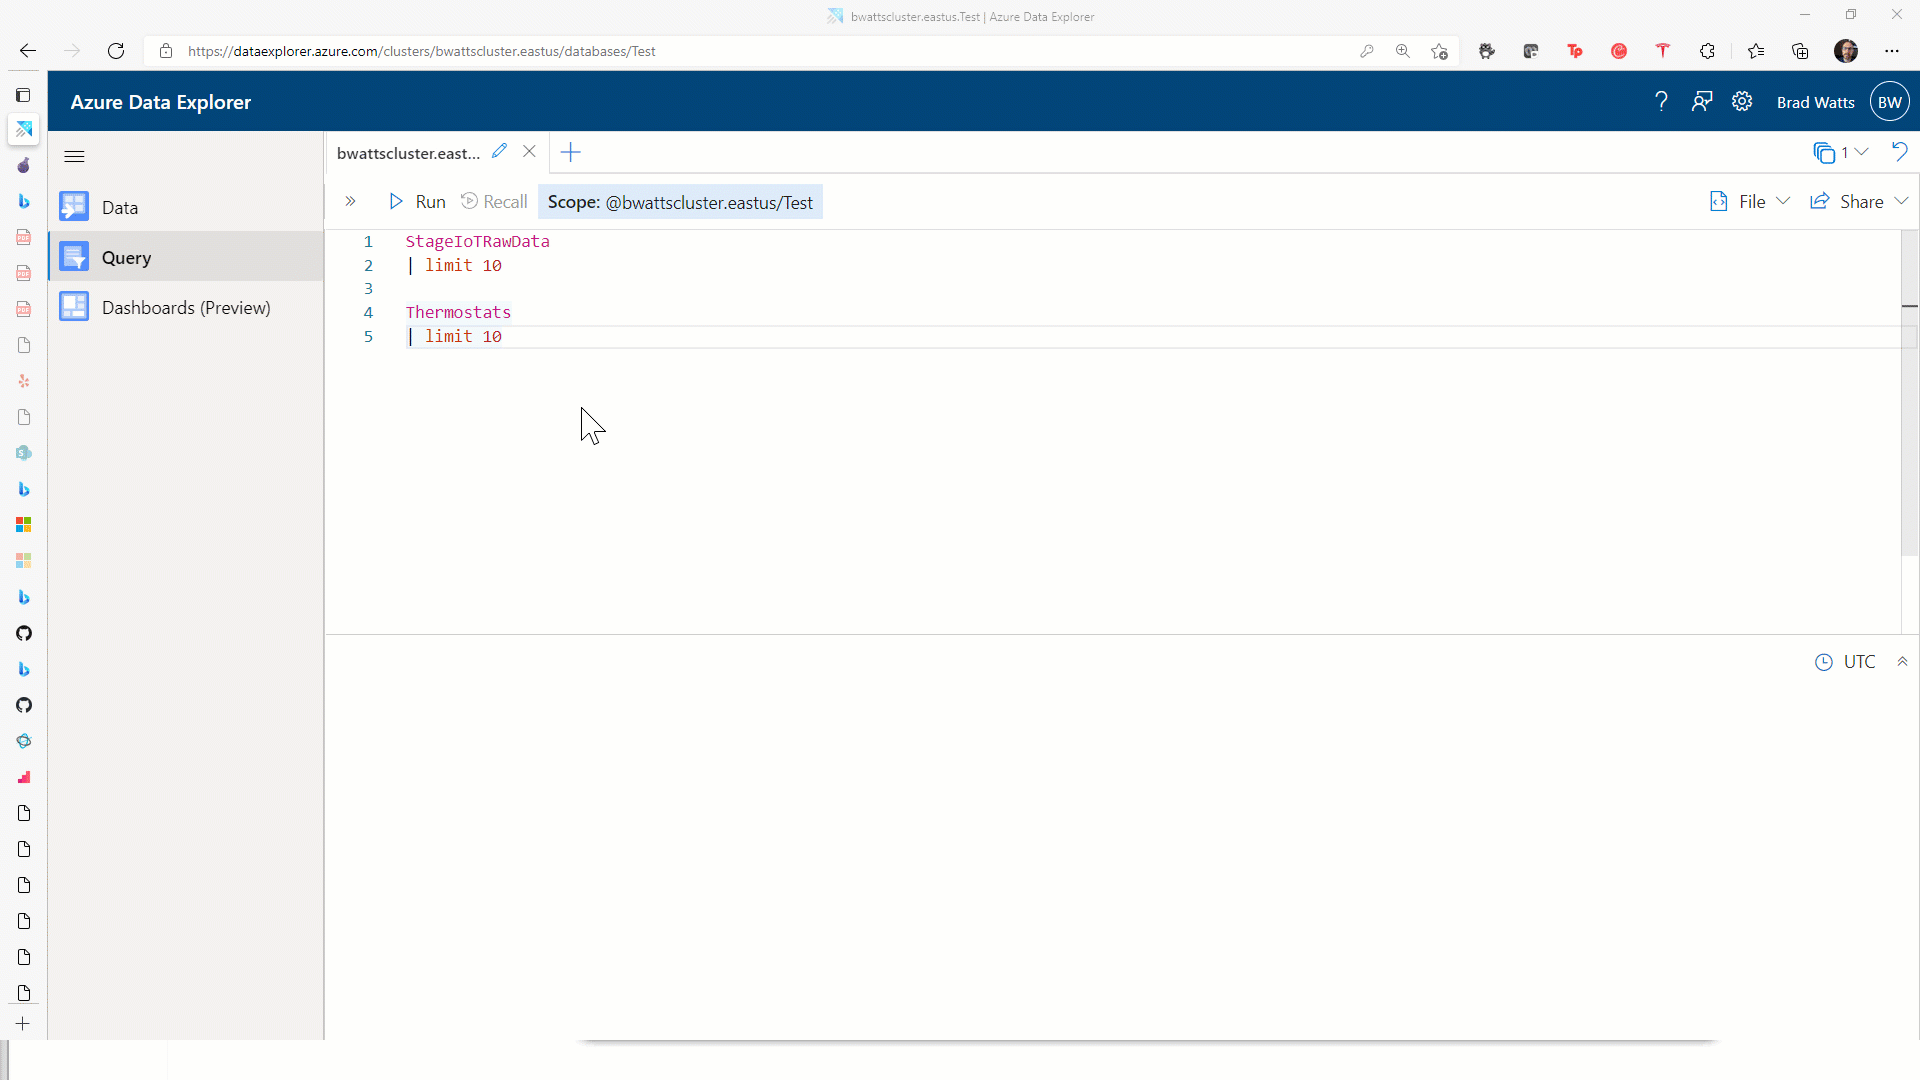 bwattscluster.eastus.Test | Azure Data Explorer
https://dataexplorer.azure.com/clusters/bwattscluster.eastus/databases/Test
Azure Data Explorer
Brad Watts
BW
bwattscluster.east...
1
Run
Recall
Scope: @bwattscluster.eastus/Test
File
Share
Data
Query
Dashboards (Preview)
1 StageIoTRawData
2 | limit 10
3
4 Thermostats
5 | limit 10
UTC